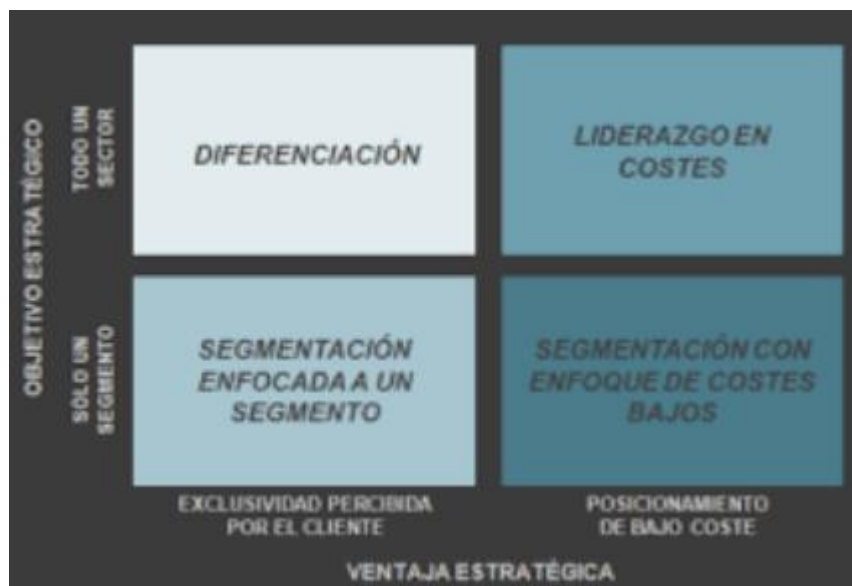 OBJETIVO ESTRATÉGICO
TODO UN
SECTOR
DIFERENCIACIÓN
LIDERAZGO EN
COSTES
SÓLO UN
SEGMENTO
SEGMENTACIÓN
ENFOCADA A UN
SEGMENTO
SEGMENTACIÓN CON
ENFOQUE DE COSTES
BAJOS
EXCLUSIVIDAD PERCIBIDA
POR EL CLIENTE
POSICIONAMIENTO
DE BAJO COSTE
VENTAJA ESTRATÉGICA